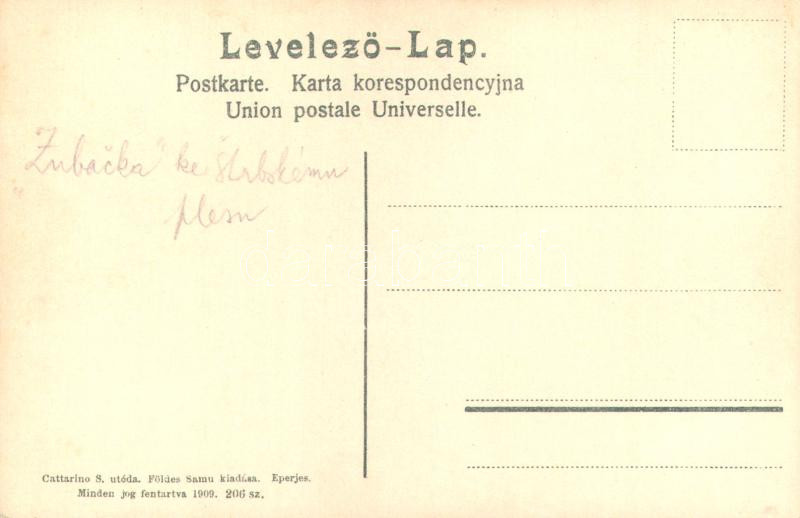 Levelező-Lap.
Postkarte. Karta korespondencyjna
Union postale Universelle.
"Zubačka" ke štrbskému
plesu
Cattarino S. utóda. Földes Samu kiadása. Eperjes.
Minden jog fentartva 1909. 206 sz.